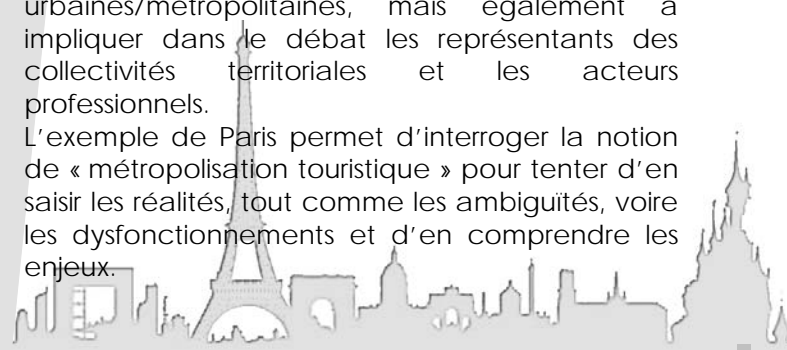 urbaines/métropolitaines, mais également à
impliquer dans le débat les représentants des
collectivités territoriales et les acteurs
professionnels.
L'exemple de Paris permet d'interroger la notion
de « métropolisation touristique » pour tenter d'en
saisir les réalités, tout comme les ambiguïtés, voire
les dysfonctionnements et d'en comprendre les
enjeux.